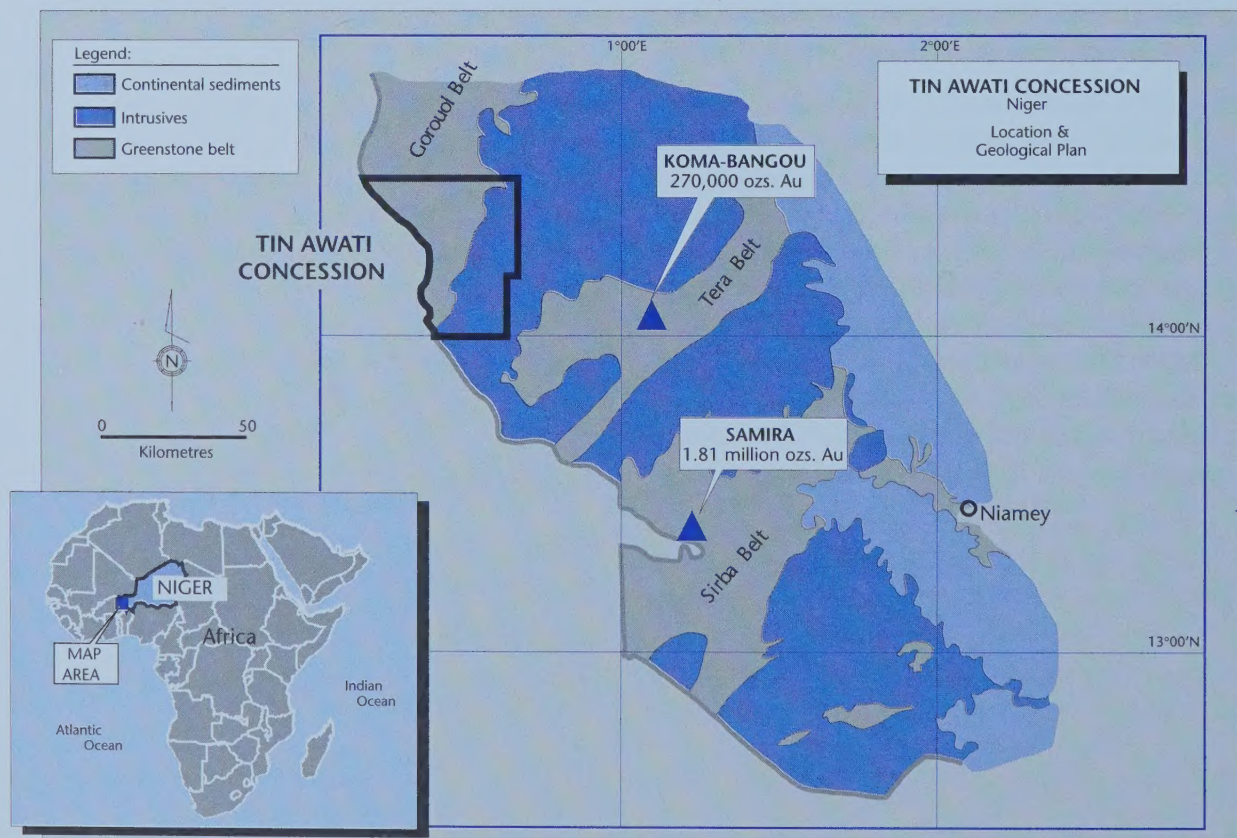 Legend:
Continental sediments
Intrusives
Greenstone belt
1°00′E
2°00′E
TIN AWATI CONCESSION
Niger
Location &
Geological Plan
Gorouol Belt
KOMA-BANGOU
270,000 ozs. Au
TIN AWATI
CONCESSION
Tera Belt
14°00′N
N
0
50
Kilometres
SAMIRA
1.81 million ozs. Au
Niamey
Sirba Belt
13°00′N
NIGER
Africa
MAP
AREA
Indian
Ocean
Atlantic
Ocean